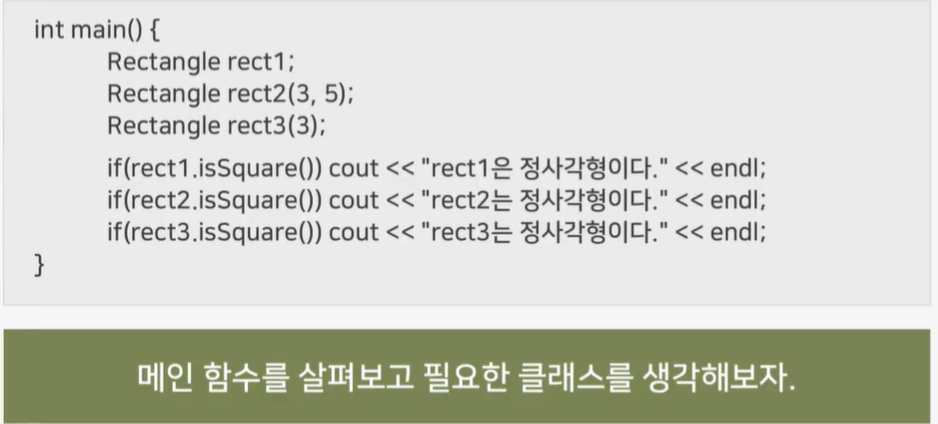 int main() {
Rectangle rect1;
Rectangle rect2(3, 5);
Rectangle rect3(3);
if(rect1.isSquare()) cout << "rect1은 정사각형이다." << endl;
if(rect2.isSquare()) cout << "rect2는 정사각형이다." << endl;
if(rect3.isSquare()) cout << "rect3는 정사각형이다." << endl;
}
메인 함수를 살펴보고 필요한 클래스를 생각해보자.